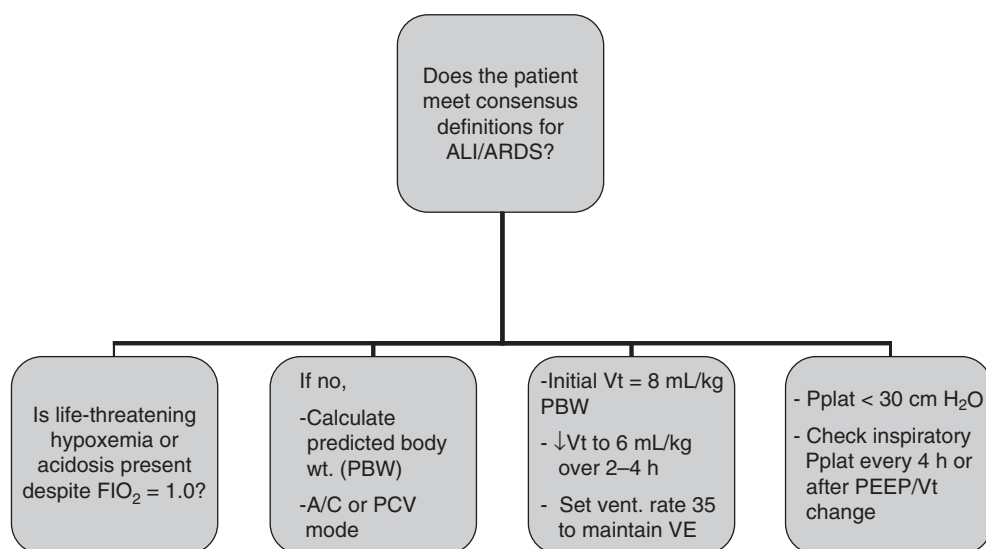 Does the patient
meet consensus
definitions for
ALI/ARDS?
Is life-threatening
hypoxemia or
acidosis present
despite FIO₂ = 1.0?
If no,
-Calculate
predicted body
wt. (PBW)
-A/C or PCV
mode
-Initial Vt = 8 mL/kg
PBW
- ↓Vt to 6 mL/kg
over 2–4 h
- Set vent. rate 35
to maintain VE
- Pplat < 30 cm H₂O
- Check inspiratory
Pplat every 4 h or
after PEEP/Vt
change